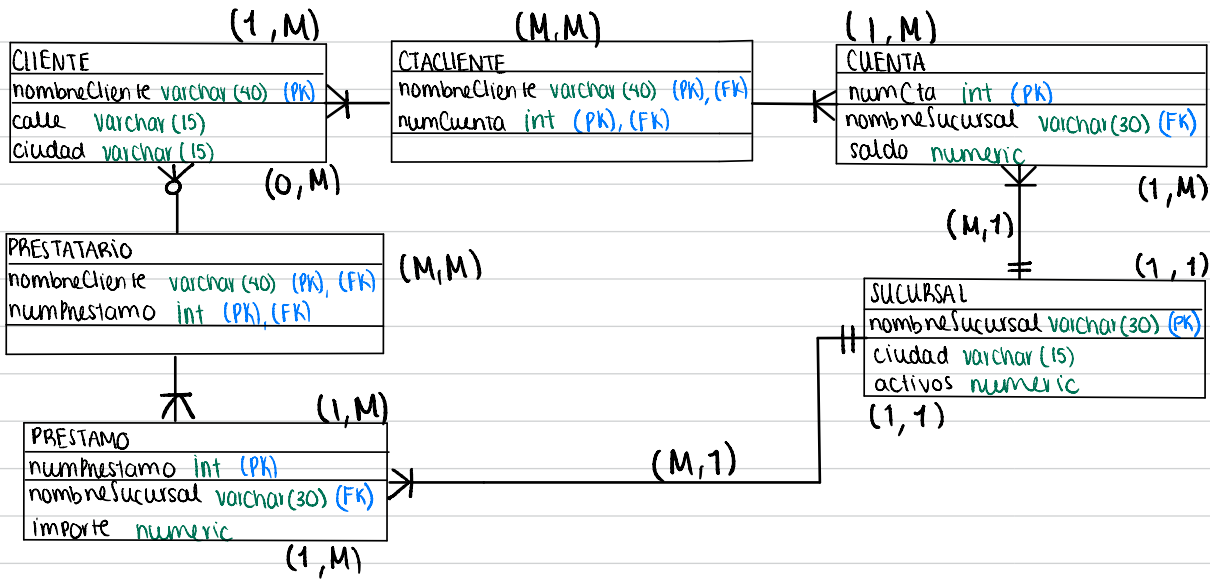 (1,M)
(M,M)
(1,M)
CLIENTE
nombreCliente varchar(40) (PK)
calle varchar(15)
ciudad varchar(15)
(0,M)
CTACLIENTE
nombreCliente varchar(40) (PK),(FK)
numCuenta int (PK),(FK)
CUENTA
numCta int (PK)
nombreSucursal varchar(30) (FK)
saldo numeric
(1,M)
(M,1)
(1,1)
PRESTATARIO
nombreCliente varchar(40) (PK),(FK)
numPrestamo int (PK),(FK)
(M,M)
SUCURSAL
nombreSucursal varchar(30) (PK)
ciudad varchar(15)
activos numeric
(1,1)
(1,M)
PRESTAMO
numPrestamo int (PK)
nombreSucursal varchar(30) (FK)
importe numeric
(1,M)
(M,1)